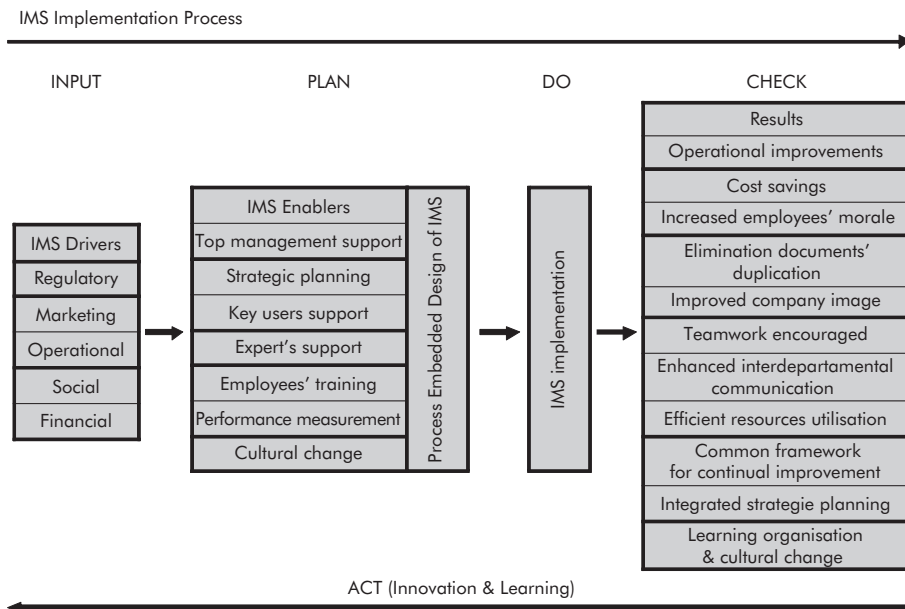 IMS Implementation Process
INPUT
PLAN
DO
CHECK
IMS Drivers
Regulatory
Marketing
Operational
Social
Financial
IMS Enablers
Top management support
Strategic planning
Key users support
Expert's support
Employees' training
Performance measurement
Cultural change
Process Embedded Design of IMS
IMS implementation
Results
Operational improvements
Cost savings
Increased employees' morale
Elimination documents'
duplication
Improved company image
Teamwork encouraged
Enhanced interdepartamental
communication
Efficient resources utilisation
Common framework
for continual improvement
Integrated strategie planning
Learning organisation
& cultural change
ACT (Innovation & Learning)